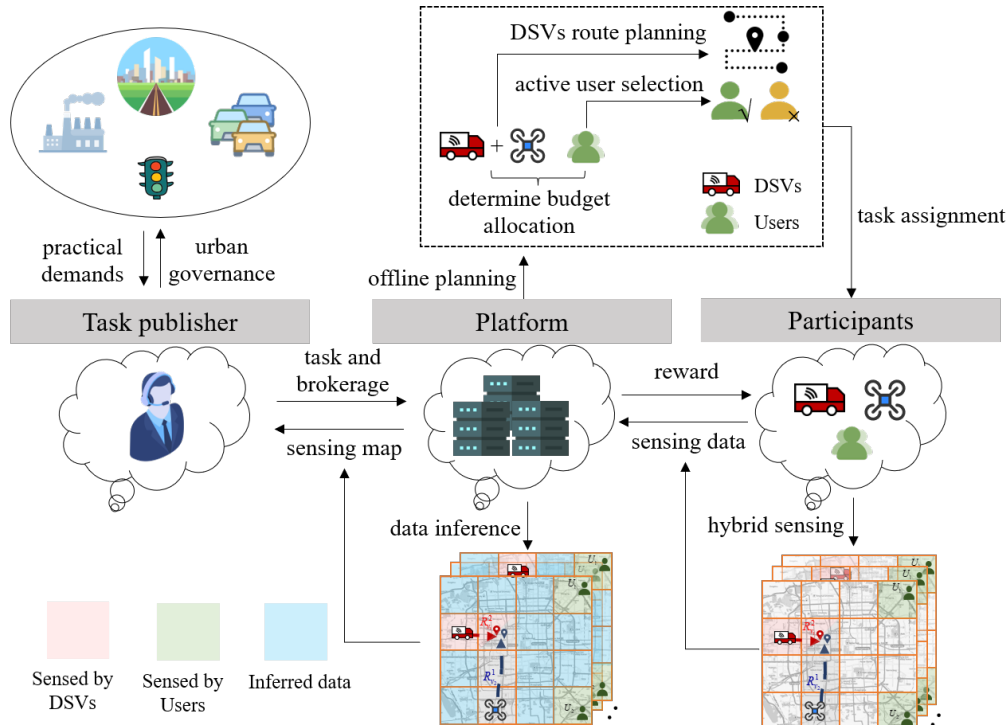 DSVs route planning
active user selection
+
determine budget
allocation
DSVs
Users
practical
demands
urban
governance
offline planning
task assignment
Task publisher
Platform
Participants
task and
brokerage
sensing map
reward
sensing data
data inference
hybrid sensing
Sensed by
DSVs
Sensed by
Users
Inferred data